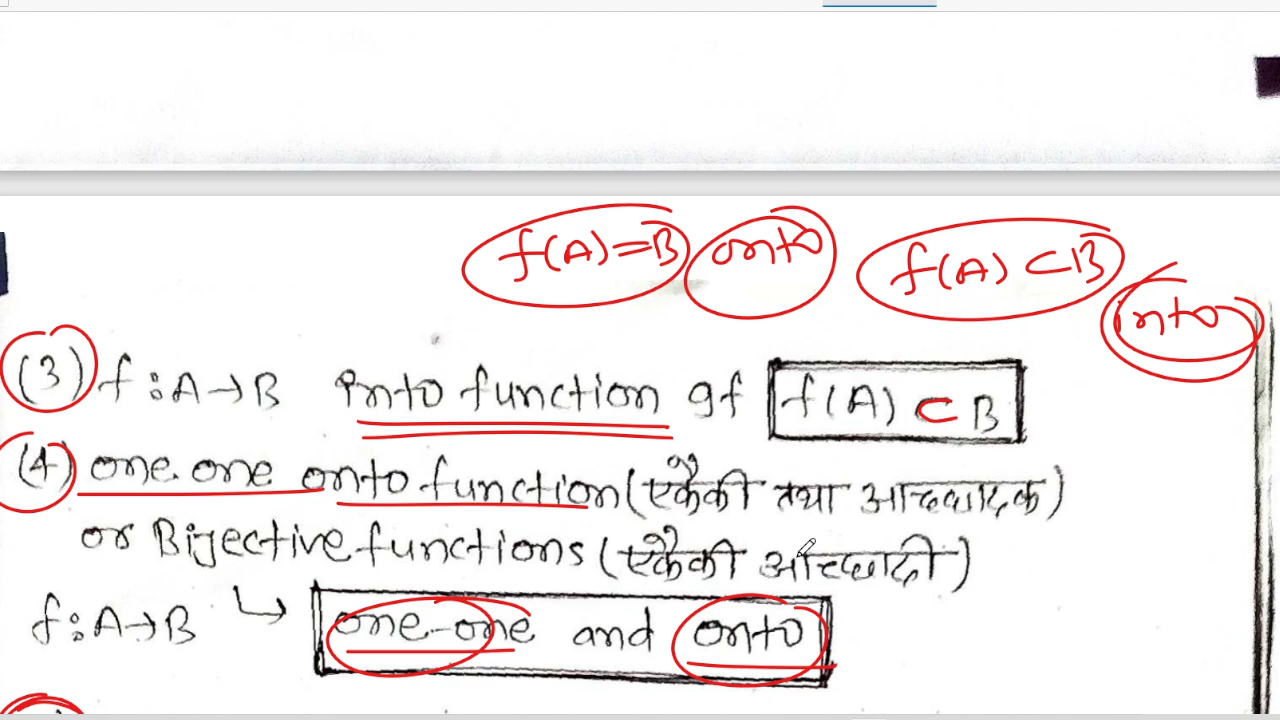 f(A)=B onto f(A)⊂B
into
(3) f:A→B into function if f(A)⊂B
(4) one-one onto function (एकैकी तथा आच्छादक)
or Bijective functions (एकैकी आच्छादी)
f:A→B ↳ one-one and onto